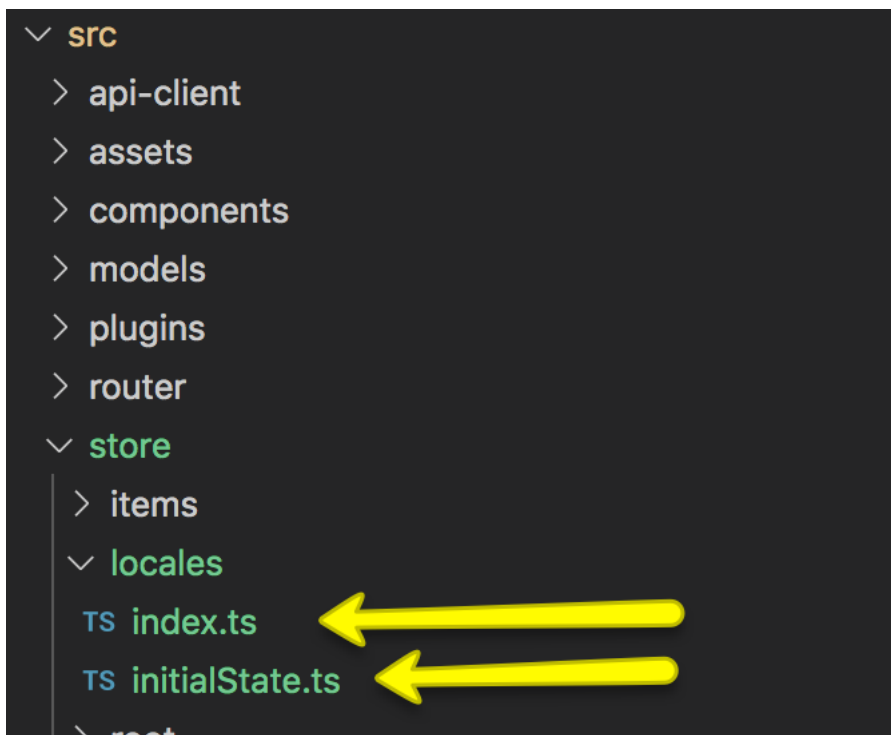 src
api-client
assets
components
models
plugins
router
store
items
locales
TS index.ts
TS initialState.ts